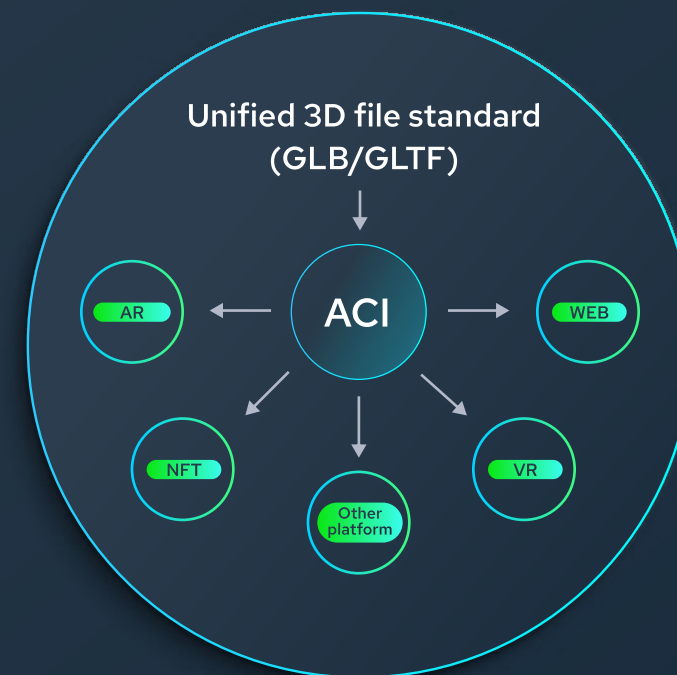 Unified 3D file standard
(GLB/GLTF)
ACI
AR
WEB
NFT
VR
Other
platform